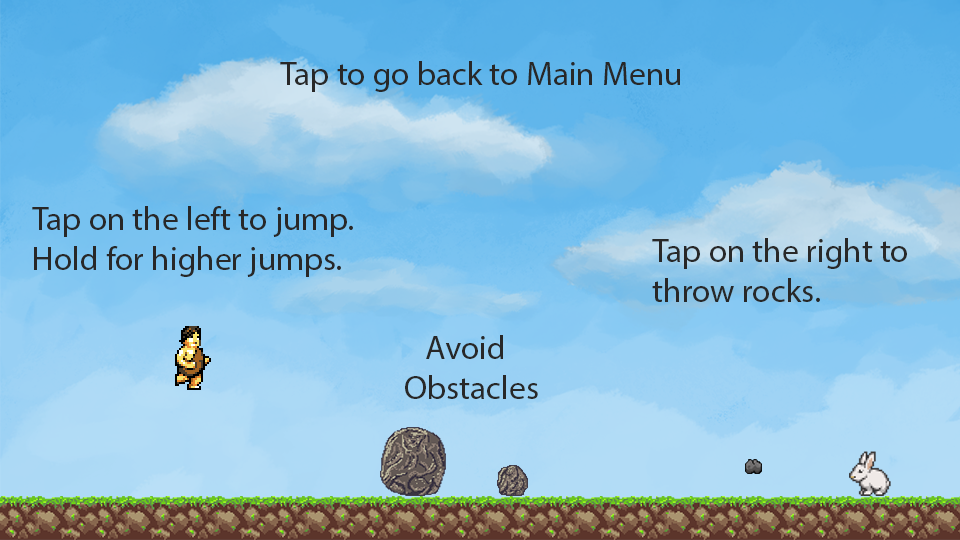 Tap to go back to Main Menu
Tap on the left to jump.
Hold for higher jumps.
Tap on the right to
throw rocks.
Avoid
Obstacles